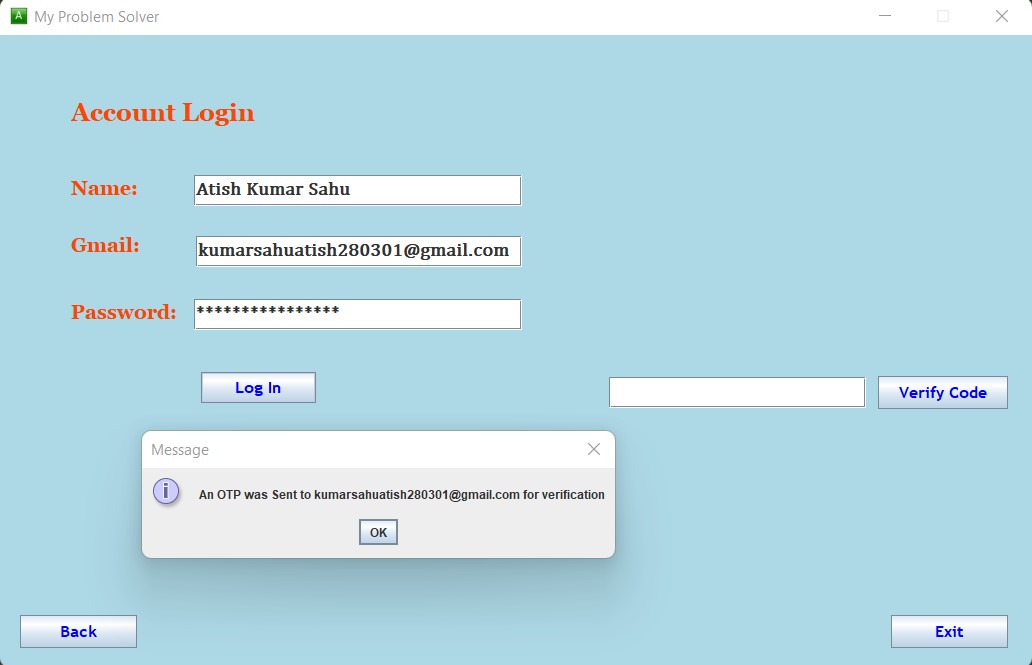 A My Problem Solver
Account Login
Name: Atish Kumar Sahu
Gmail: kumarsahuatish280301@gmail.com
Password: ****************
Log In
Verify Code
Message
i An OTP was Sent to kumarsahuatish280301@gmail.com for verification
OK
Back
Exit